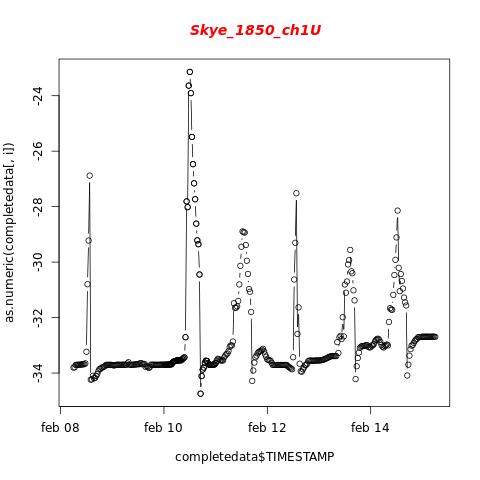 Skye_1850_ch1U
as.numeric(completedata[, i])
-24
-26
-28
-30
-32
-34
feb 08
feb 10
feb 12
feb 14
completedata$TIMESTAMP